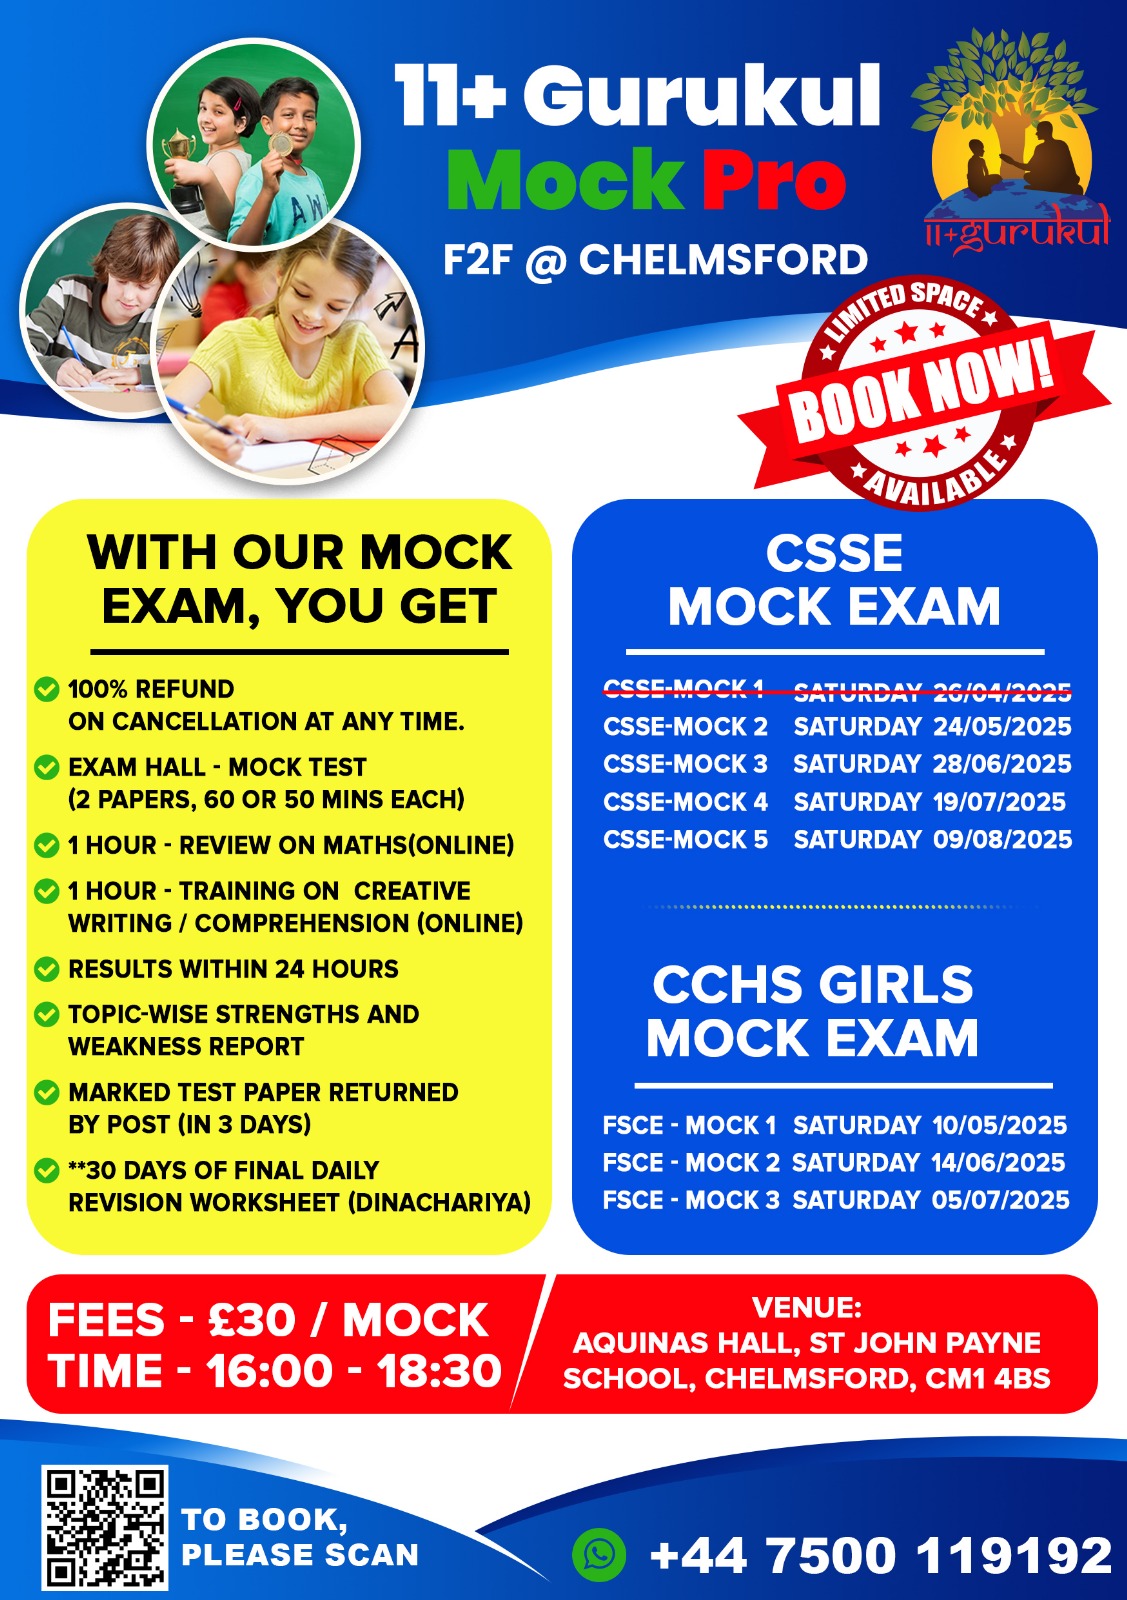 11+ Gurukul
Mock Pro
F2F @ CHELMSFORD
11+gurukul
A
AW
LIMITED SPACE
BOOK NOW!
AVAILABLE
WITH OUR MOCK
EXAM, YOU GET
100% REFUND
ON CANCELLATION AT ANY TIME.
EXAM HALL - MOCK TEST
(2 PAPERS, 60 OR 50 MINS EACH)
1 HOUR - REVIEW ON MATHS(ONLINE)
1 HOUR - TRAINING ON CREATIVE
WRITING / COMPREHENSION (ONLINE)
RESULTS WITHIN 24 HOURS
TOPIC-WISE STRENGTHS AND
WEAKNESS REPORT
MARKED TEST PAPER RETURNED
BY POST (IN 3 DAYS)
**30 DAYS OF FINAL DAILY
REVISION WORKSHEET (DINACHARIYA)
CSSE
MOCK EXAM
CSSE-MOCK 1 SATURDAY 26/04/2025
CSSE-MOCK 2 SATURDAY 24/05/2025
CSSE-MOCK 3 SATURDAY 28/06/2025
CSSE-MOCK 4 SATURDAY 19/07/2025
CSSE-MOCK 5 SATURDAY 09/08/2025
CCHS GIRLS
MOCK EXAM
FSCE - MOCK 1 SATURDAY 10/05/2025
FSCE - MOCK 2 SATURDAY 14/06/2025
FSCE - MOCK 3 SATURDAY 05/07/2025
FEES - £30 / MOCK
TIME - 16:00 - 18:30
VENUE:
AQUINAS HALL, ST JOHN PAYNE
SCHOOL, CHELMSFORD, CM1 4BS
TO BOOK,
PLEASE SCAN
+44 7500 119192